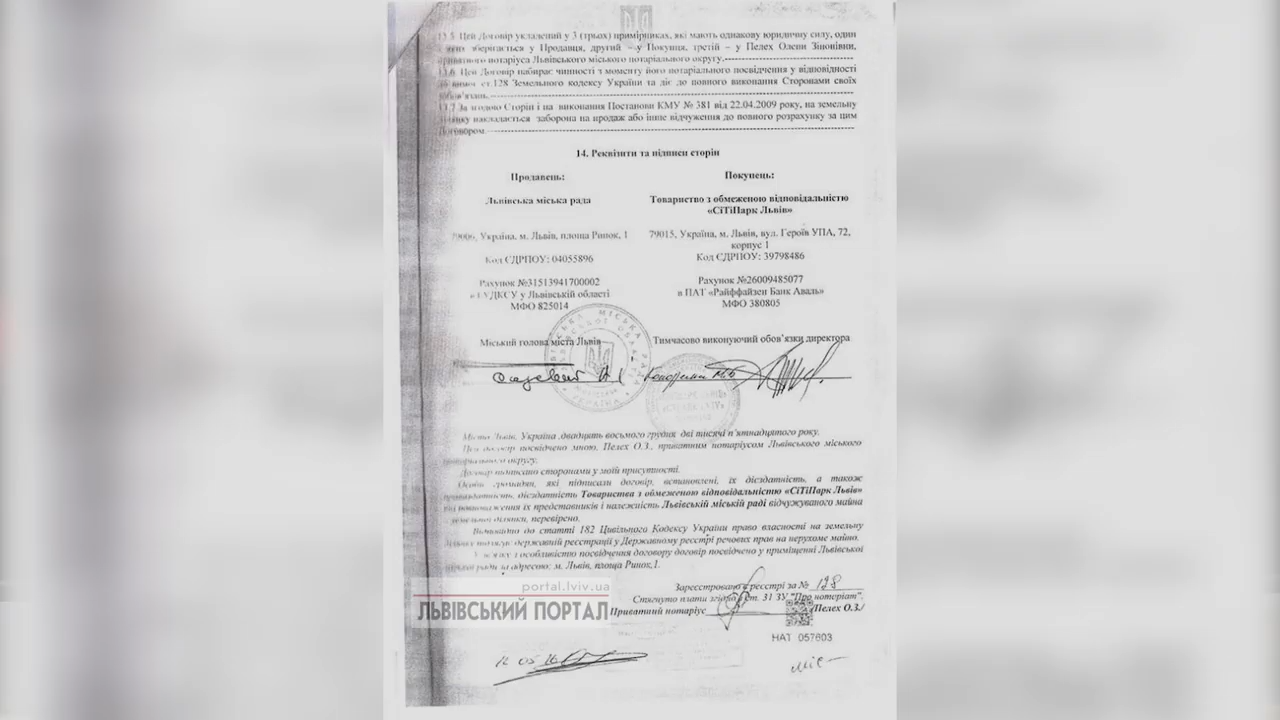 13.5 Цей Договір укладений у 3 (трьох) примірниках, які мають однакову юридичну силу, один
зберігається у Продавця, другий – у Покупця, третій – у Пелех Олени Зіновіївни,
приватного нотаріуса Львівського міського нотаріального округу.
13.6 Цей Договір набирає чинності з моменту його нотаріального посвідчення у відповідності
до вимог ст.128 Земельного кодексу України та діє до повного виконання Сторонами своїх
зобов'язань.
13.7 За згодою Сторін і на виконання Постанови КМУ № 381 від 22.04.2009 року, на земельну
ділянку накладається заборона на продаж або інше відчуження до повного розрахунку за цим
Договором.
14. Реквізити та підписи сторін
Продавець:
Львівська міська рада
79006, Україна, м. Львів, площа Ринок, 1
Код ЄДРПОУ: 04055896
Рахунок №31513941700002
в ГУДКСУ у Львівській області
МФО 825014
Міський голова міста Львів
Покупець:
Товариство з обмеженою відповідальністю
«СіТіПарк Львів»
79015, Україна, м. Львів, вул. Героїв УПА, 72,
корпус 1
Код ЄДРПОУ: 39798486
Рахунок №26009485077
в ПАТ «Райффайзен Банк Аваль»
МФО 380805
Тимчасово виконуючий обов'язки директора
Місто Львів, Україна ,двадцять восьмого грудня дві тисячі п'ятнадцятого року.
Цей договір посвідчено мною, Пелех О.З., приватним нотаріусом Львівського міського
нотаріального округу.
Договір підписано сторонами у моїй присутності.
Особи громадян, які підписали договір, встановлені, їх дієздатність, а також
правоздатність, дієздатність Товариства з обмеженою відповідальністю «СіТіПарк Львів»
повноваження їх представників і належність Львівській міській раді відчужуваного майна
земельної ділянки, перевірено.
Відповідно до статті 182 Цивільного Кодексу України право власності на земельну
ділянку підлягає державній реєстрації у Державному реєстрі речових прав на нерухоме майно.
У зв'язку з особливістю посвідчення договору договір посвідчено у приміщенні Львівської
міської ради за адресою: м. Львів, площа Ринок,1.
Зареєстровано в реєстрі за № 128
Стягнуто плати згідно ст. 31 ЗУ "Про нотаріат".
Приватний нотаріус /Пелех О.З./
НАТ 057803
portal.lviv.ua
ЛЬВІВСЬКИЙ ПОРТАЛ